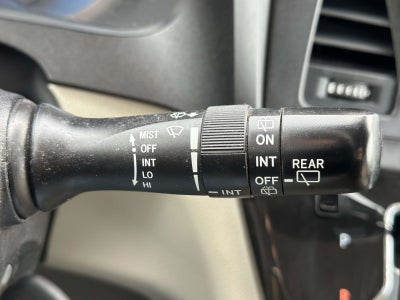 MIST
OFF
INT
LO
HI
INT
ON
INT
OFF
REAR